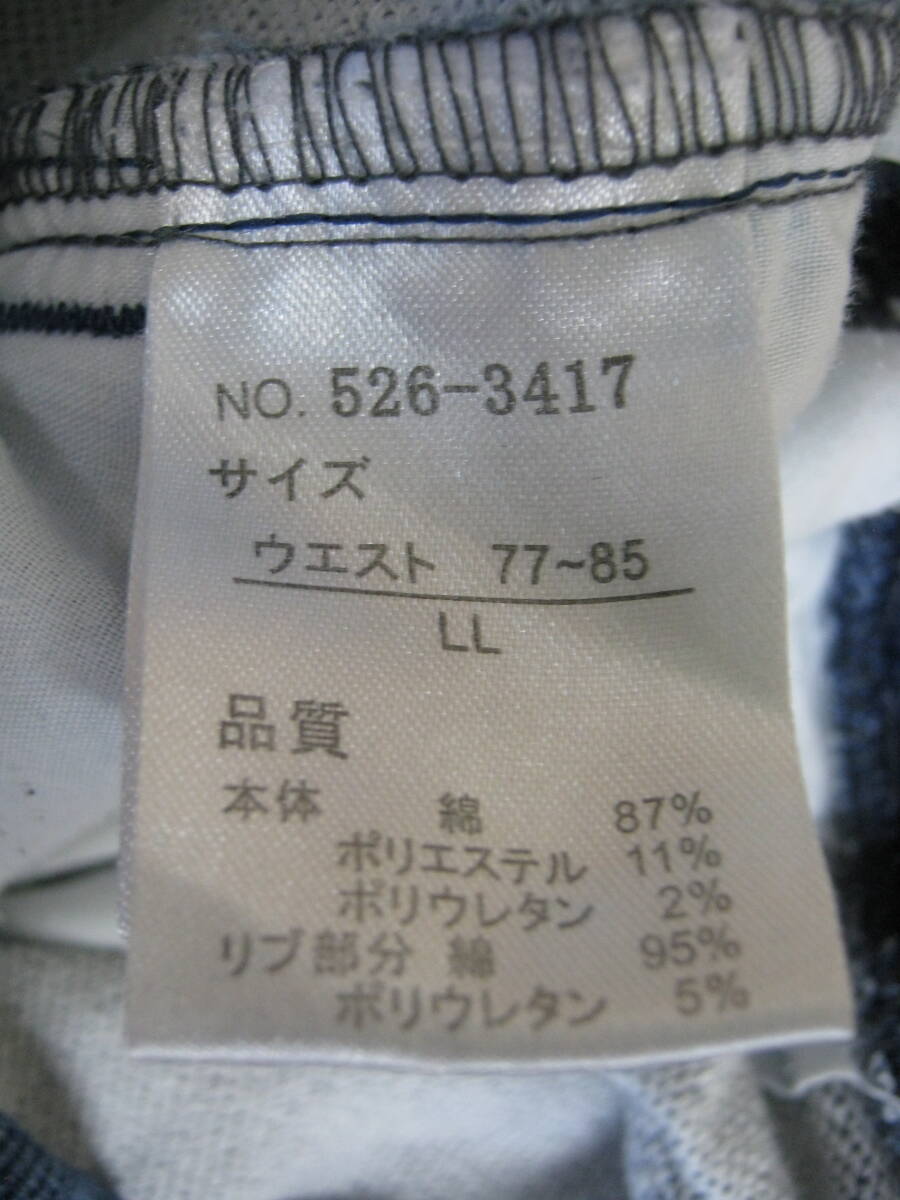 NO. 526-3417
サイズ
ウエスト 77~85
LL
品質
本体 綿 87%
ポリエステル 11%
ポリウレタン 2%
リブ部分 綿 95%
ポリウレタン 5%